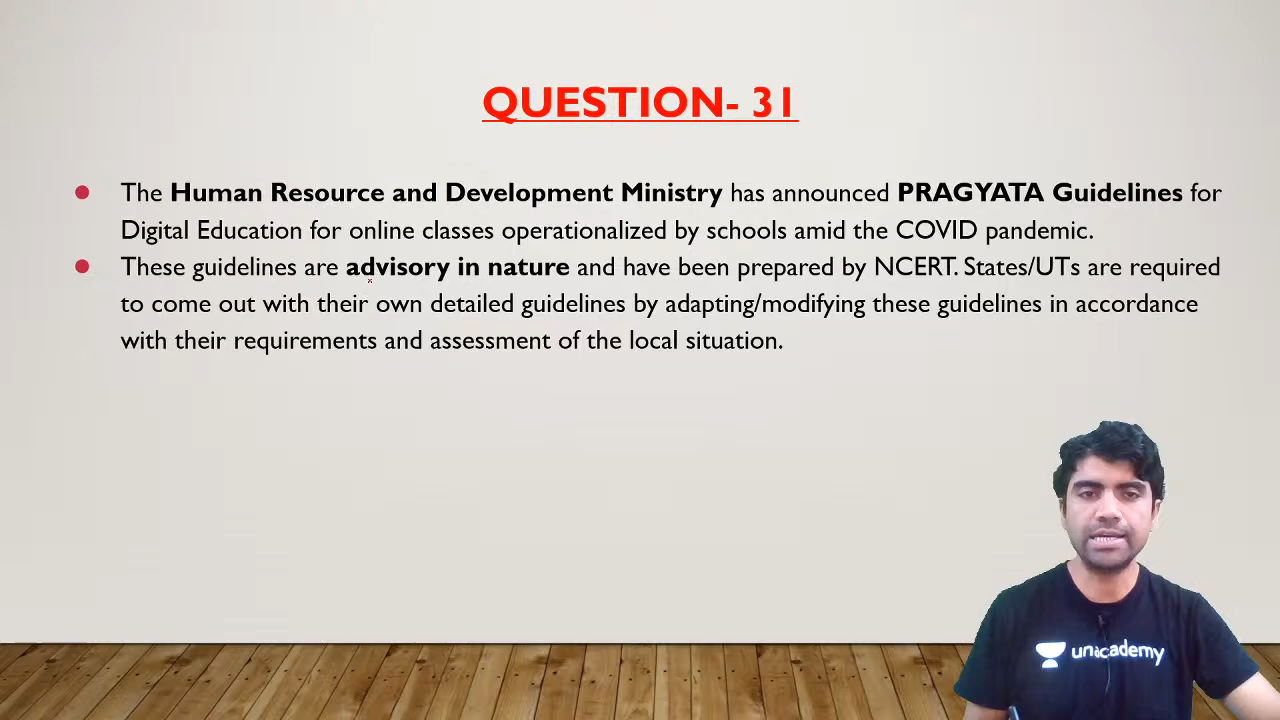 QUESTION- 31
● The Human Resource and Development Ministry has announced PRAGYATA Guidelines for
Digital Education for online classes operationalized by schools amid the COVID pandemic.
● These guidelines are advisory in nature and have been prepared by NCERT. States/UTs are required
to come out with their own detailed guidelines by adapting/modifying these guidelines in accordance
with their requirements and assessment of the local situation.
unacademy